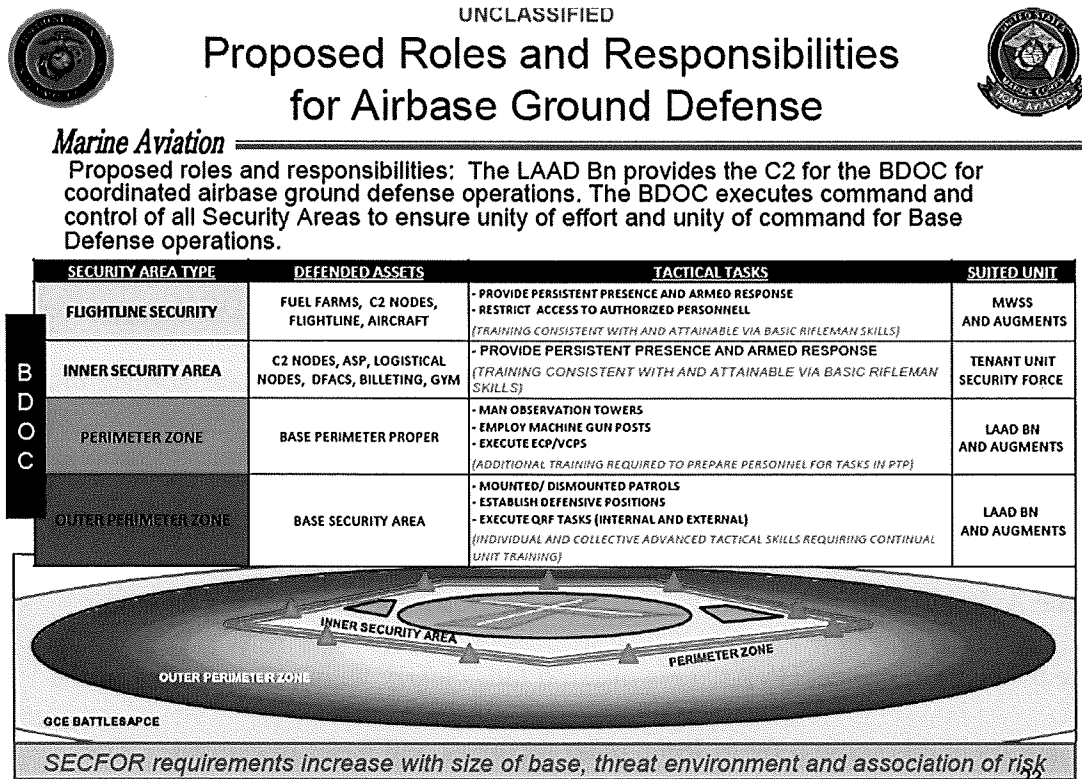 UNCLASSIFIED
Proposed Roles and Responsibilities
for Airbase Ground Defense
Marine Aviation
Proposed roles and responsibilities: The LAAD Bn provides the C2 for the BDOC for
coordinated airbase ground defense operations. The BDOC executes command and
control of all Security Areas to ensure unity of effort and unity of command for Base
Defense operations.
SECURITY AREA TYPE DEFENDED ASSETS TACTICAL TASKS SUITED UNIT
FLIGHTLINE SECURITY
FUEL FARMS, C2 NODES,
FLIGHTLINE, AIRCRAFT
- PROVIDE PERSISTENT PRESENCE AND ARMED RESPONSE
- RESTRICT ACCESS TO AUTHORIZED PERSONNELL
(TRAINING CONSISTENT WITH AND ATTAINABLE VIA BASIC RIFLEMAN SKILLS)
MWSS
AND AUGMENTS
INNER SECURITY AREA
C2 NODES, ASP, LOGISTICAL
NODES, DFACS, BILLETING, GYM
- PROVIDE PERSISTENT PRESENCE AND ARMED RESPONSE
(TRAINING CONSISTENT WITH AND ATTAINABLE VIA BASIC RIFLEMAN
SKILLS)
TENANT UNIT
SECURITY FORCE
PERIMETER ZONE
BASE PERIMETER PROPER
- MAN OBSERVATION TOWERS
- EMPLOY MACHINE GUN POSTS
- EXECUTE ECP/VCPS
(ADDITIONAL TRAINING REQUIRED TO PREPARE PERSONNEL FOR TASKS IN PTP)
LAAD BN
AND AUGMENTS
OUTER PERIMETER ZONE
BASE SECURITY AREA
- MOUNTED/ DISMOUNTED PATROLS
- ESTABLISH DEFENSIVE POSITIONS
- EXECUTE QRF TASKS (INTERNAL AND EXTERNAL)
(INDIVIDUAL AND COLLECTIVE ADVANCED TACTICAL SKILLS REQUIRING CONTINUAL
UNIT TRAINING)
LAAD BN
AND AUGMENTS
B
D
O
C
INNER SECURITY AREA
PERIMETER ZONE
OUTER PERIMETER ZONE
GCE BATTLESAPCE
SECFOR requirements increase with size of base, threat environment and association of risk